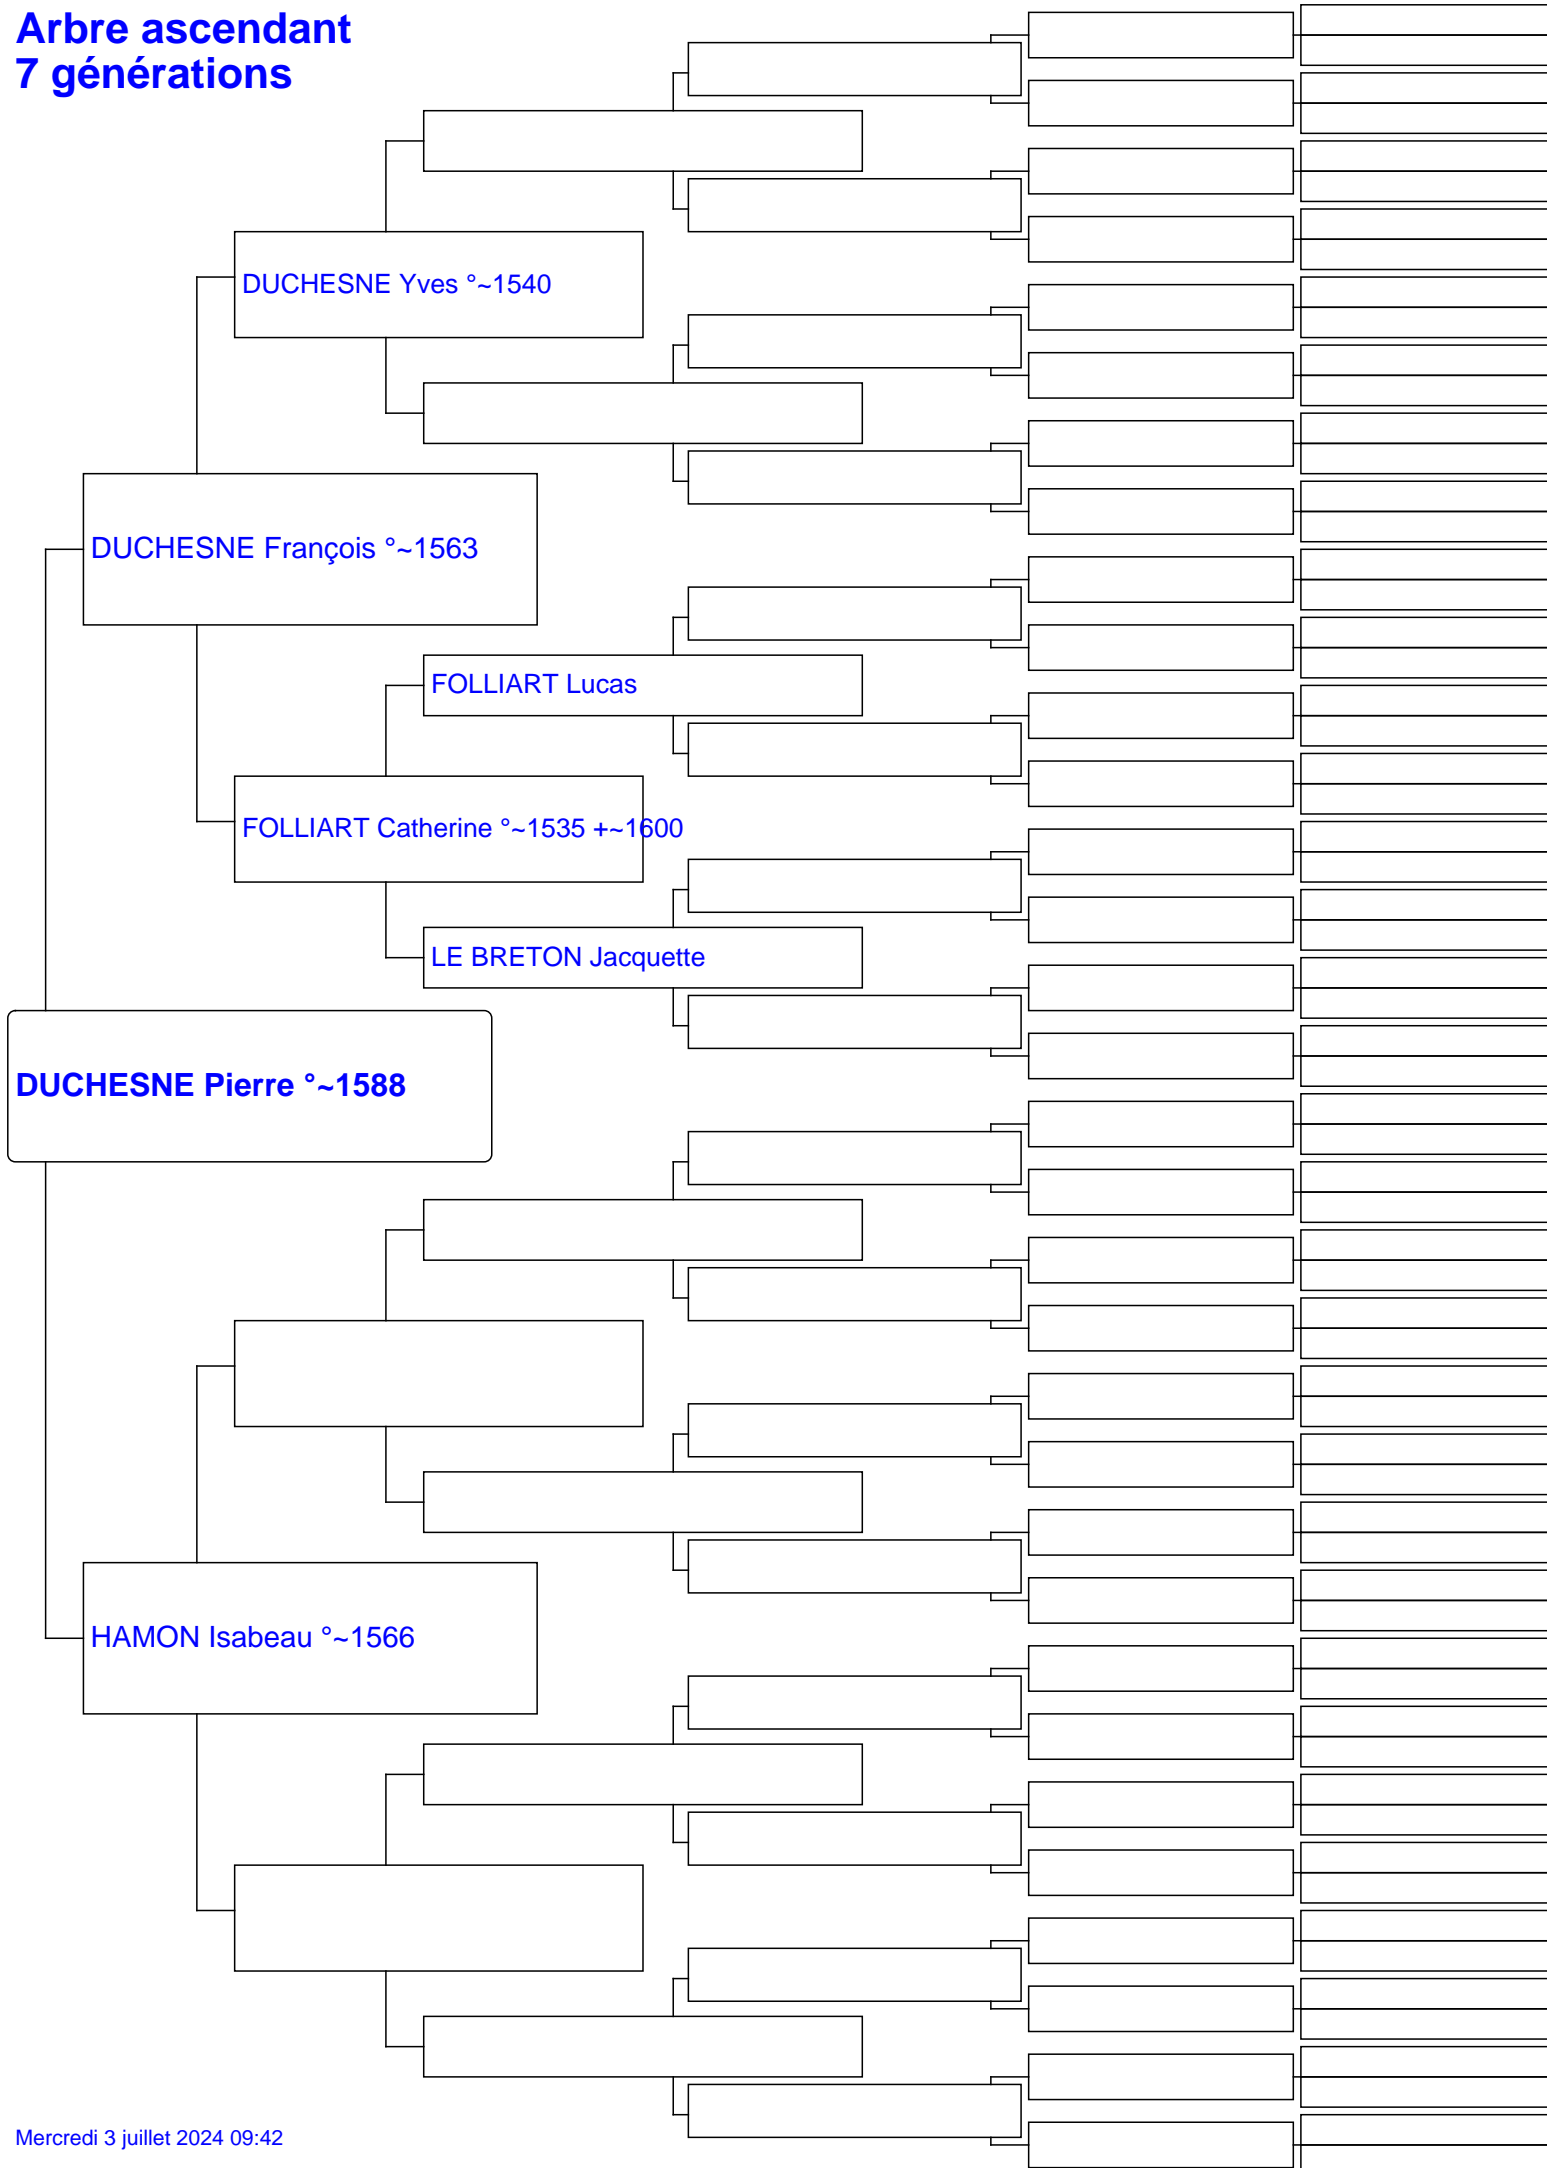 Arbre ascendant
7 générations
DUCHESNE Yves °~1540
DUCHESNE François °~1563
FOLLIART Lucas
FOLLIART Catherine °~1535 +~1600
LE BRETON Jacquette
DUCHESNE Pierre °~1588
HAMON Isabeau °~1566
Mercredi 3 juillet 2024 09:42